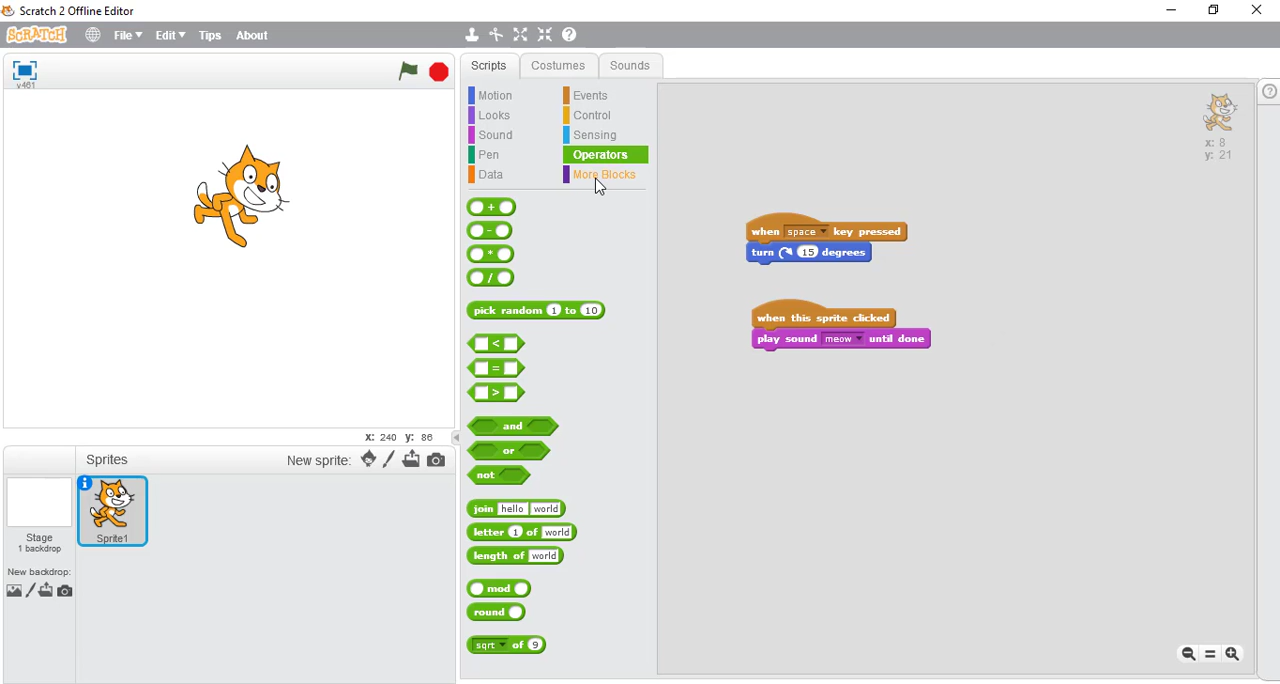 Scratch 2 Offline Editor
SCRATCH File Edit Tips About
v461
x: 240 y: 86
Sprites New sprite:
Stage
1 backdrop
Sprite1
New backdrop:
Scripts Costumes Sounds
Motion Events
Looks Control
Sound Sensing
Pen Operators
Data More Blocks
+
-
*
/
pick random 1 to 10
<
=
>
and
or
not
join hello world
letter 1 of world
length of world
mod
round
sqrt of 9
when space key pressed
turn 15 degrees
when this sprite clicked
play sound meow until done
x: 8
y: 21